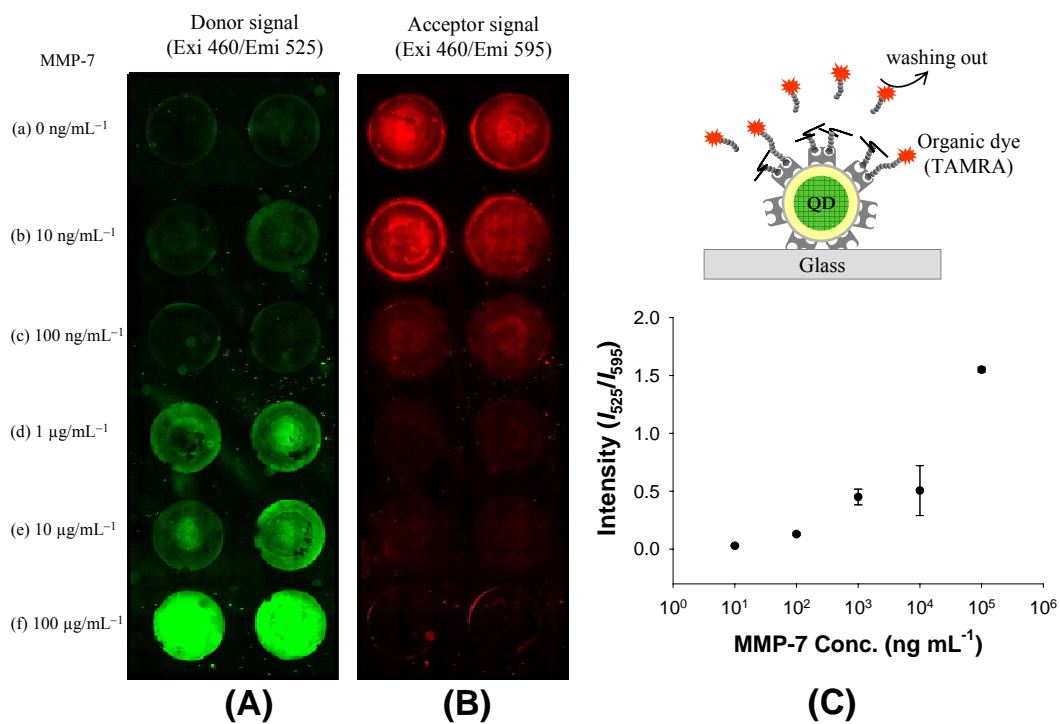 Donor signal
(Exi 460/Emi 525)
Acceptor signal
(Exi 460/Emi 595)
MMP-7
(a) 0 ng/mL⁻¹
(b) 10 ng/mL⁻¹
(c) 100 ng/mL⁻¹
(d) 1 µg/mL⁻¹
(e) 10 µg/mL⁻¹
(f) 100 µg/mL⁻¹
(A)
(B)
washing out
Organic dye
(TAMRA)
QD
Glass
Intensity (I₅₂₅/I₅₉₅)
1.5
1.0
0.5
0.0
10⁰ 10¹ 10² 10³ 10⁴ 10⁵ 10⁶
MMP-7 Conc. (ng mL⁻¹)
(C)